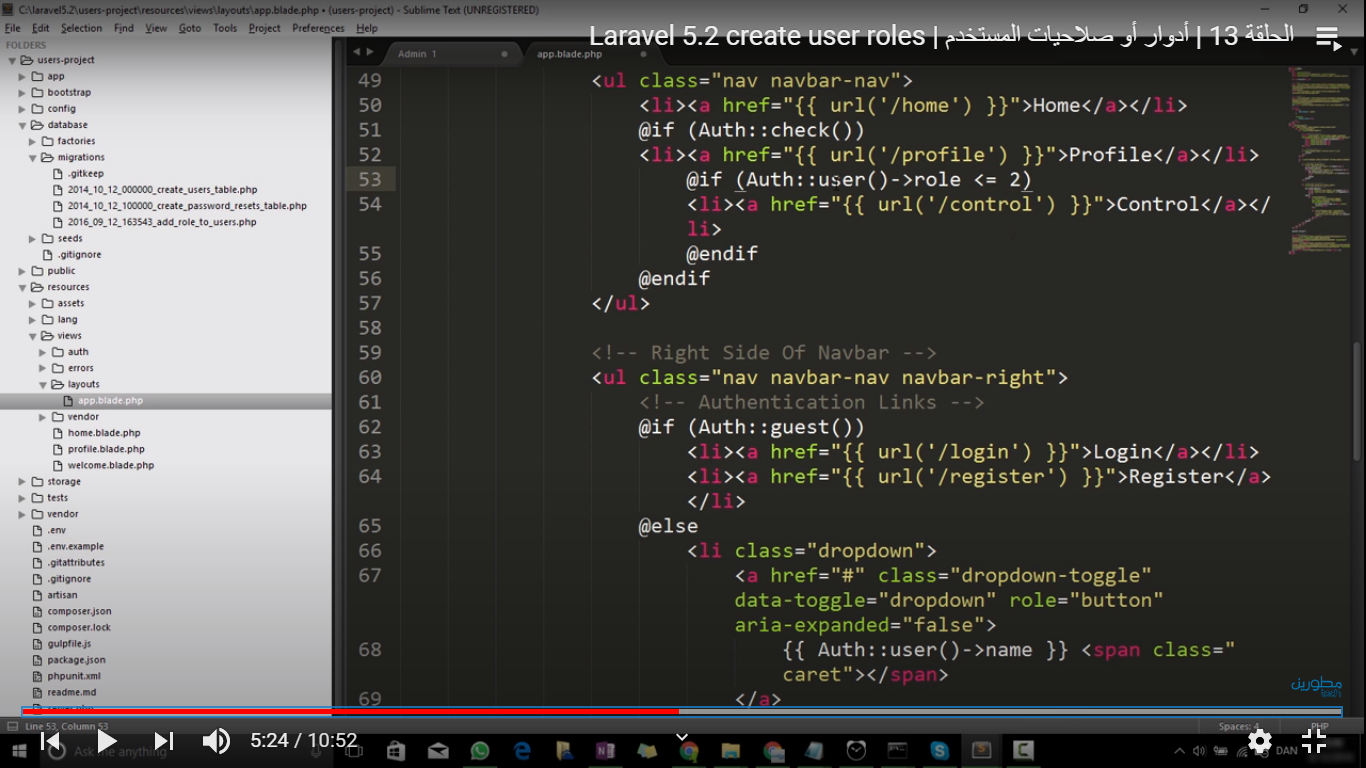 C:\laravel5.2\users-project\resources\views\layouts\app.blade.php • (users-project) - Sublime Text (UNREGISTERED)
File Edit Selection Find View Goto Tools Project Preferences Help
Laravel 5.2 create user roles | الحلقة 13 | أدوار أو صلاحيات المستخدم
FOLDERS
users-project
app
bootstrap
config
database
factories
migrations
.gitkeep
2014_10_12_000000_create_users_table.php
2014_10_12_100000_create_password_resets_table.php
2016_09_12_163543_add_role_to_users.php
seeds
.gitignore
public
resources
assets
lang
views
auth
errors
layouts
app.blade.php
vendor
home.blade.php
profile.blade.php
welcome.blade.php
storage
tests
vendor
.env
.env.example
.gitattributes
.gitignore
artisan
composer.json
composer.lock
gulpfile.js
package.json
phpunit.xml
readme.md
Admin 1
app.blade.php
49 <ul class="nav navbar-nav">
50 <li><a href="{{ url('/home') }}">Home</a></li>
51 @if (Auth::check())
52 <li><a href="{{ url('/profile') }}">Profile</a></li>
53 @if (Auth::user()->role <= 2)
54 <li><a href="{{ url('/control') }}">Control</a></
li>
55 @endif
56 @endif
57 </ul>
58
59 <!-- Right Side Of Navbar -->
60 <ul class="nav navbar-nav navbar-right">
61 <!-- Authentication Links -->
62 @if (Auth::guest())
63 <li><a href="{{ url('/login') }}">Login</a></li>
64 <li><a href="{{ url('/register') }}">Register</a>
</li>
65 @else
66 <li class="dropdown">
67 <a href="#" class="dropdown-toggle"
data-toggle="dropdown" role="button"
aria-expanded="false">
68 {{ Auth::user()->name }} <span class="
caret"></span>
69 </a>
مطورين
Line 53, Column 53
Spaces: 4
PHP
5:24 / 10:52
Ask me anything
DAN